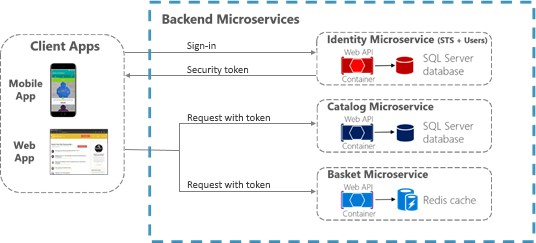 Backend Microservices
Client Apps
Mobile
App
Web
App
Sign-in
Security token
Request with token
Request with token
Identity Microservice (STS + Users)
Web API
Container
SQL Server
database
Catalog Microservice
Web API
Container
SQL Server
database
Basket Microservice
Web API
Container
Redis cache